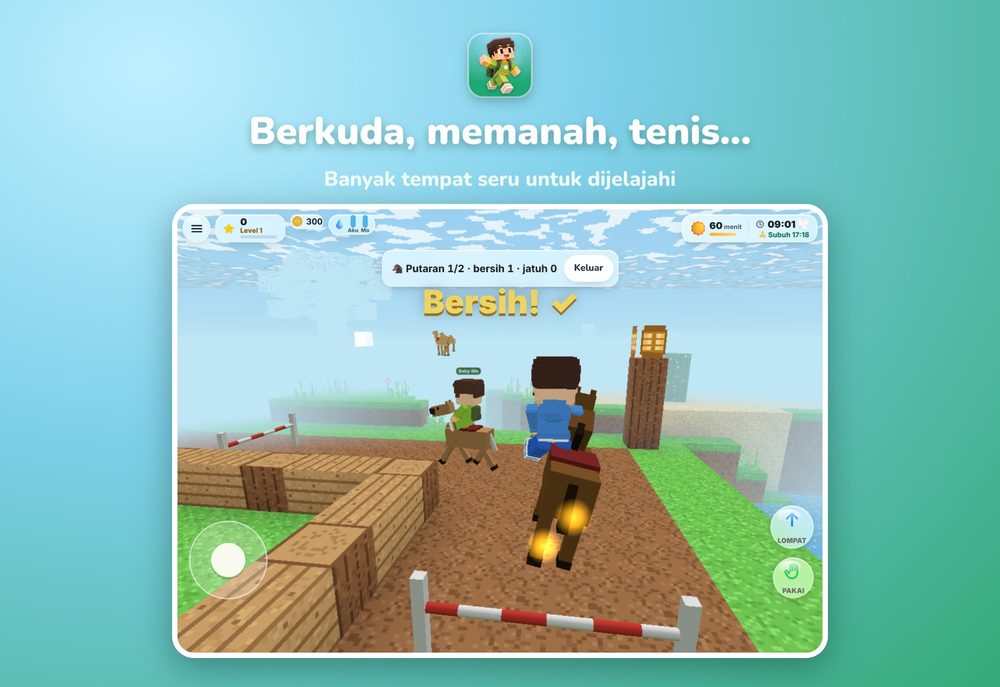 Berkuda, memanah, tenis...
Banyak tempat seru untuk dijelajahi
0
Level 1
300
Aku Mo
60 menit
09:01
Subuh 17:18
Putaran 1/2 · bersih 1 · jatuh 0
Keluar
Bersih!
Baby Mo
LOMPAT
PAKAI